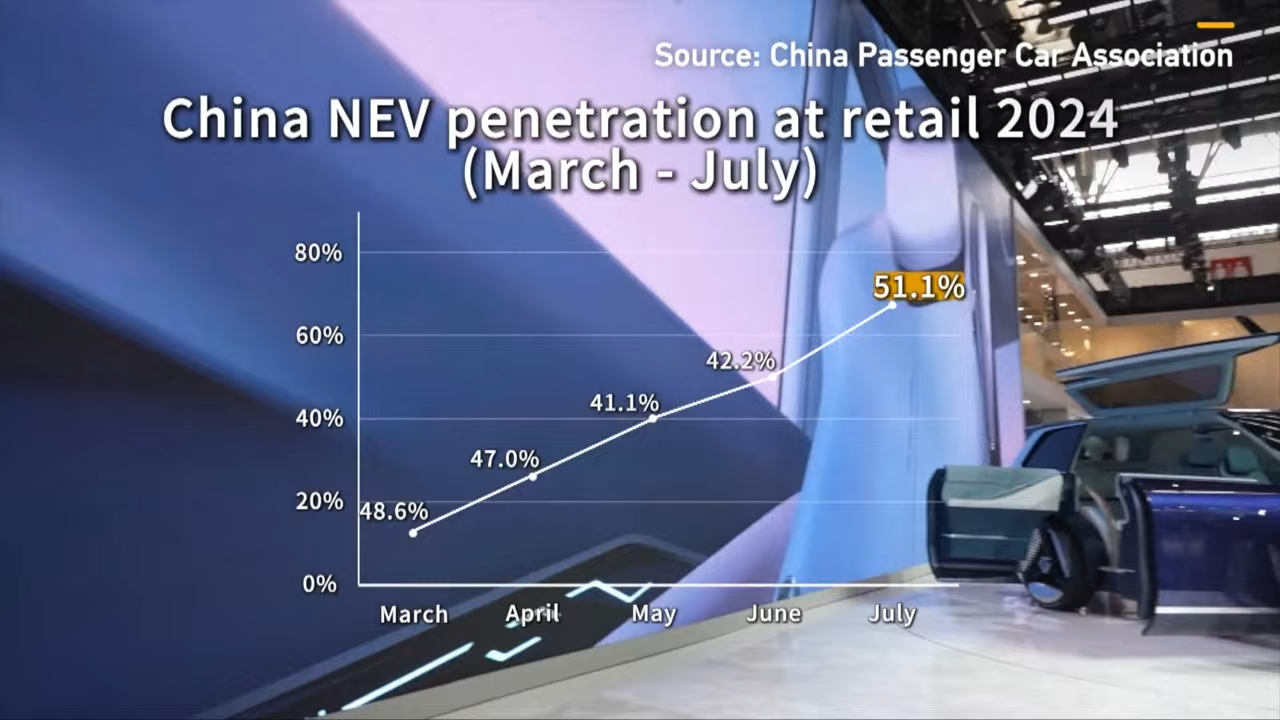 Source: China Passenger Car Association
China NEV penetration at retail 2024
(March - July)
80%
60%
40%
20%
0%
48.6%
47.0%
41.1%
42.2%
51.1%
March
April
May
June
July